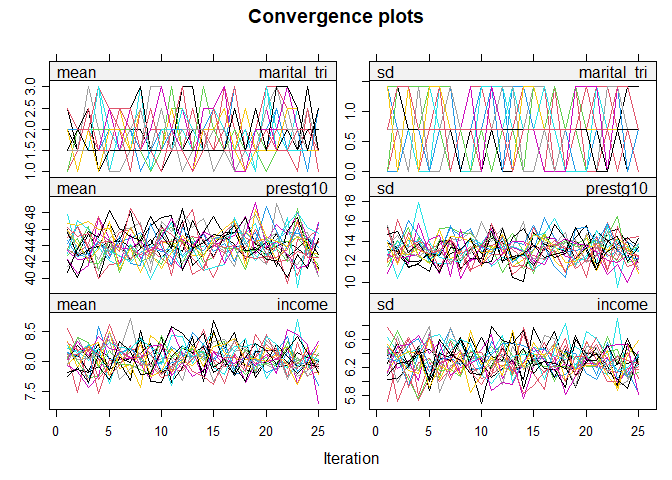 Convergence plots
mean marital_tri
sd marital_tri
1.0 1.5 2.0 2.5 3.0
0.0 0.5 1.0
mean prestg10
sd prestg10
40 42 44 46 48
10 12 14 16 18
mean income
sd income
7.5 8.0 8.5
5.8 6.2 6.6
0 5 10 15 20 25
0 5 10 15 20 25
Iteration